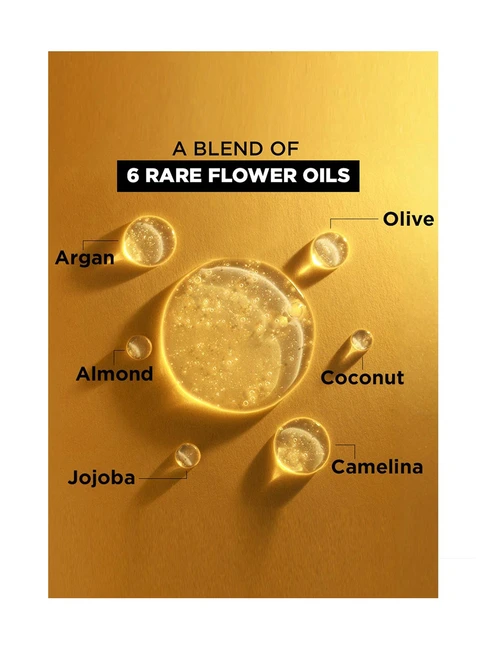 A BLEND OF
6 RARE FLOWER OILS
Olive
Argan
Almond
Coconut
Camelina
Jojoba